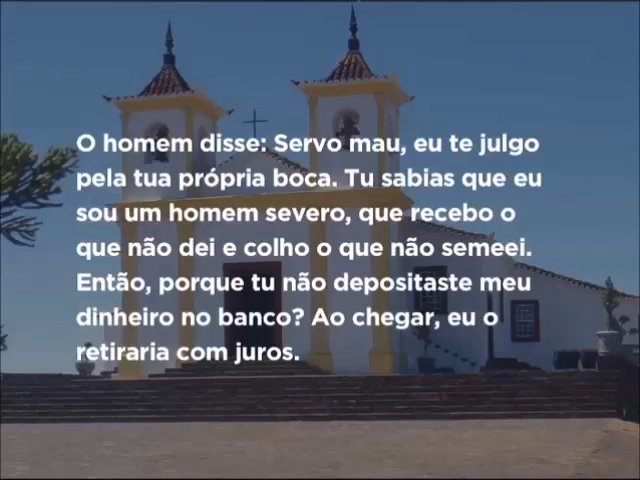 O homem disse: Servo mau, eu te julgo
pela tua própria boca. Tu sabias que eu
sou um homem severo, que recebo o
que não dei e colho o que não semeei.
Então, porque tu não depositaste meu
dinheiro no banco? Ao chegar, eu o
retiraria com juros.